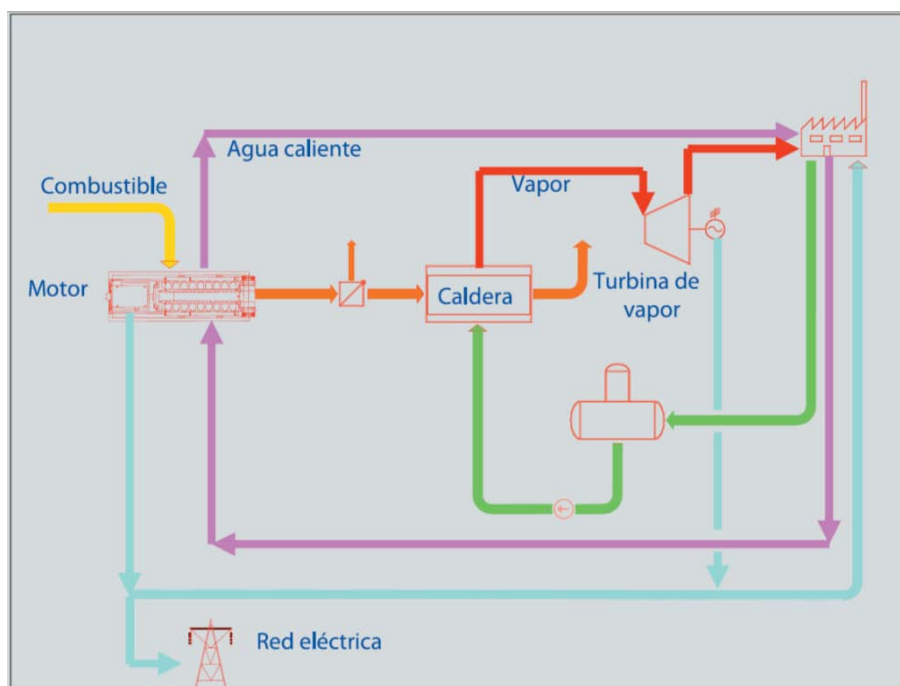 Agua caliente
Combustible
Vapor
Motor
Caldera
Turbina de
vapor
Red eléctrica